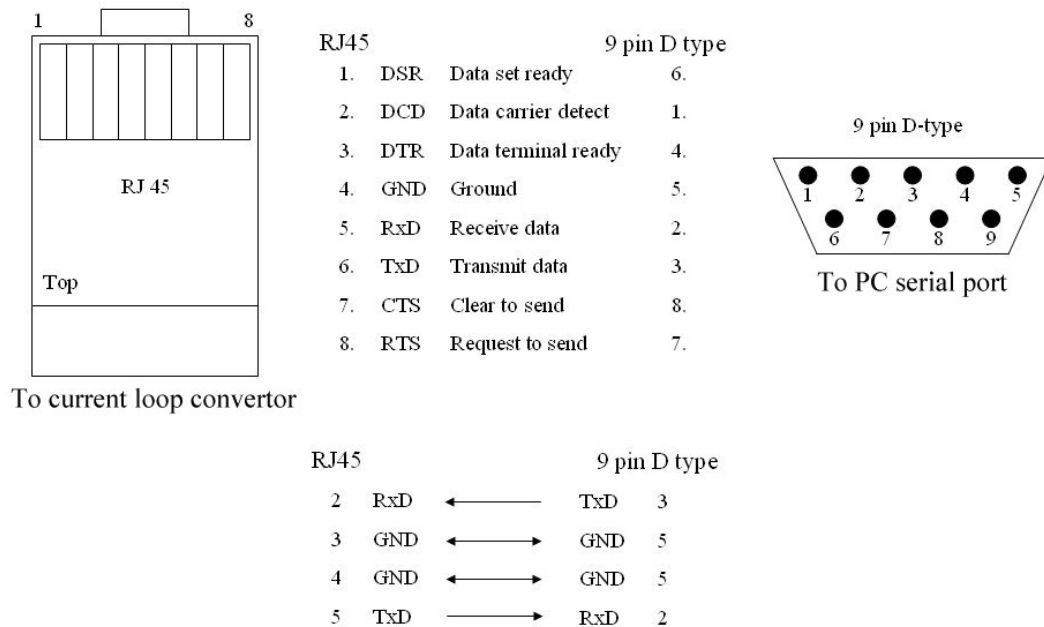 1 8
RJ 45
Top
To current loop convertor
RJ45 9 pin D type
1. DSR Data set ready 6.
2. DCD Data carrier detect 1.
3. DTR Data terminal ready 4.
4. GND Ground 5.
5. RxD Receive data 2.
6. TxD Transmit data 3.
7. CTS Clear to send 8.
8. RTS Request to send 7.
9 pin D-type
1 2 3 4 5
6 7 8 9
To PC serial port
RJ45 9 pin D type
2 RxD TxD 3
3 GND GND 5
4 GND GND 5
5 TxD RxD 2